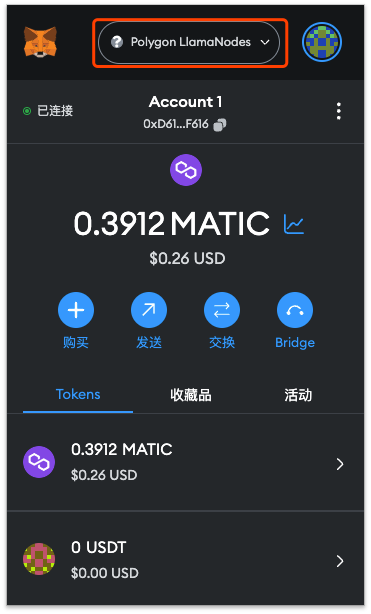 Polygon LlamaNodes
已连接
Account 1
0xD61...F616
0.3912 MATIC
$0.26 USD
购买 发送 交换 Bridge
Tokens 收藏品 活动
0.3912 MATIC
$0.26 USD
0 USDT
$0.00 USD